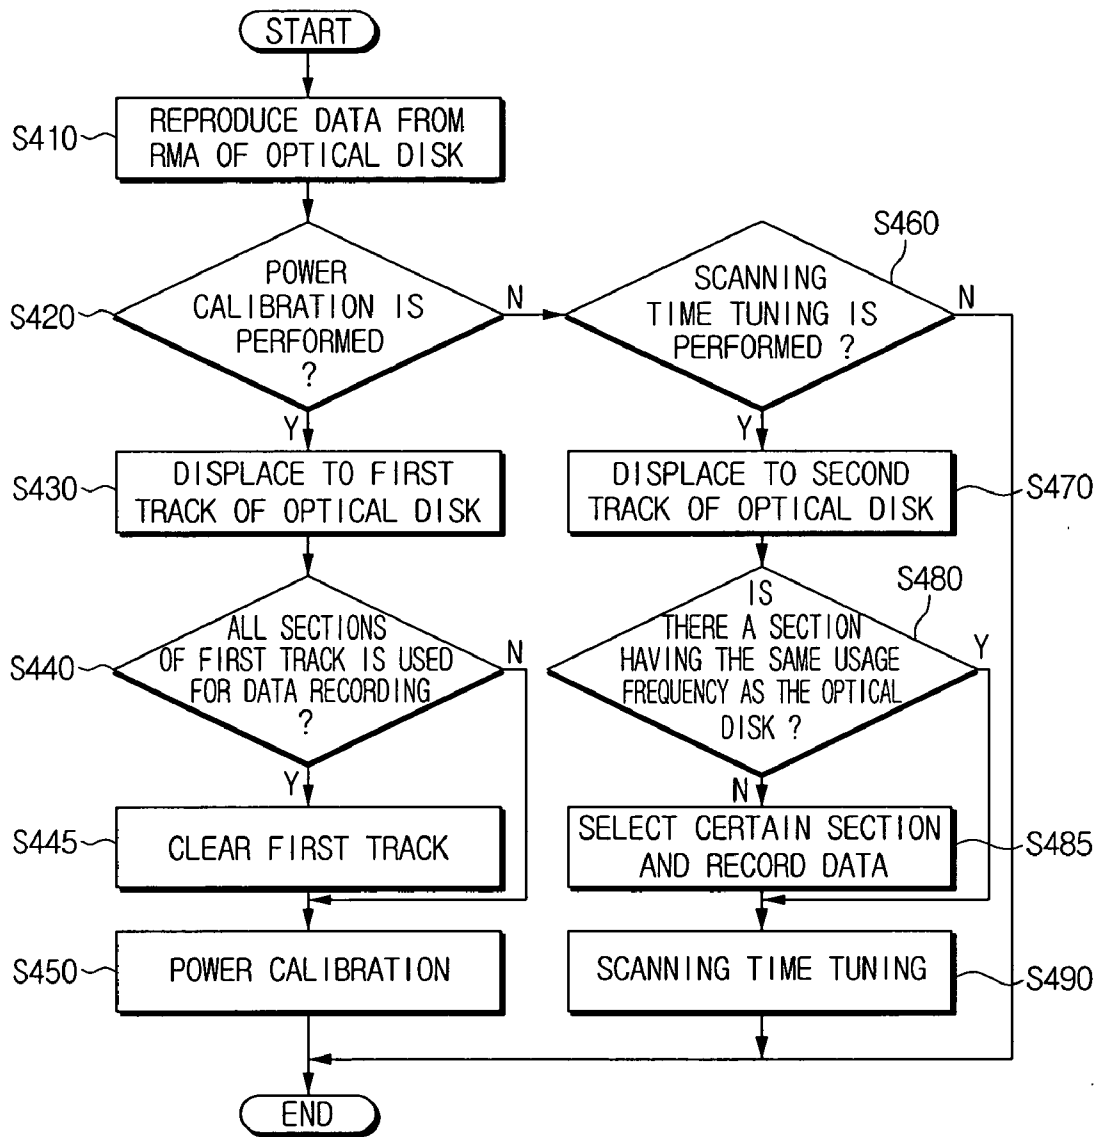 START
S410
REPRODUCE DATA FROM
RMA OF OPTICAL DISK
S420
POWER
CALIBRATION IS
PERFORMED
?
N
Y
S460
SCANNING
TIME TUNING IS
PERFORMED ?
N
Y
S430
DISPLACE TO FIRST
TRACK OF OPTICAL DISK
DISPLACE TO SECOND
TRACK OF OPTICAL DISK
S470
S440
ALL SECTIONS
OF FIRST TRACK IS USED
FOR DATA RECORDING
?
N
Y
S480
IS
THERE A SECTION
HAVING THE SAME USAGE
FREQUENCY AS THE OPTICAL
DISK ?
Y
N
S445
CLEAR FIRST TRACK
SELECT CERTAIN SECTION
AND RECORD DATA
S485
S450
POWER CALIBRATION
SCANNING TIME TUNING
S490
END